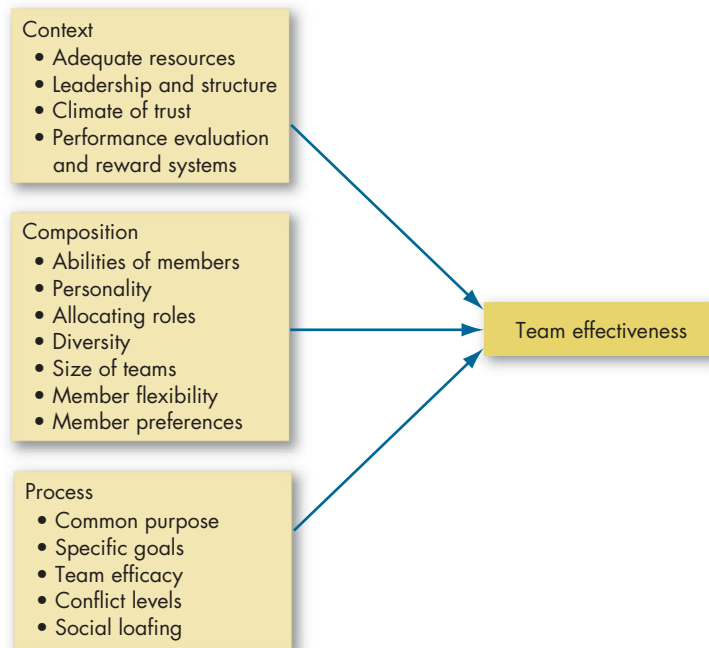 Context
• Adequate resources
• Leadership and structure
• Climate of trust
• Performance evaluation
and reward systems
Composition
• Abilities of members
• Personality
• Allocating roles
• Diversity
• Size of teams
• Member flexibility
• Member preferences
Process
• Common purpose
• Specific goals
• Team efficacy
• Conflict levels
• Social loafing
Team effectiveness